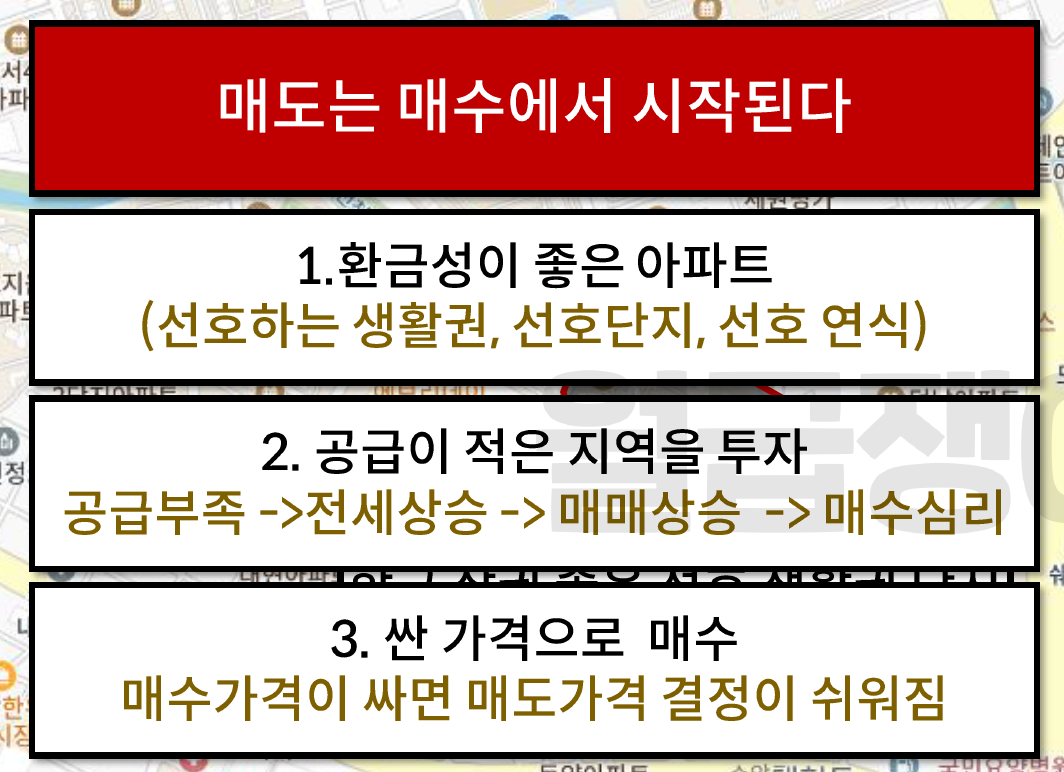 매도는 매수에서 시작된다
1.환금성이 좋은 아파트
(선호하는 생활권, 선호단지, 선호 연식)
2. 공급이 적은 지역을 투자
공급부족 ->전세상승 -> 매매상승 -> 매수심리
3. 싼 가격으로 매수
매수가격이 싸면 매도가격 결정이 쉬워짐
월급쟁